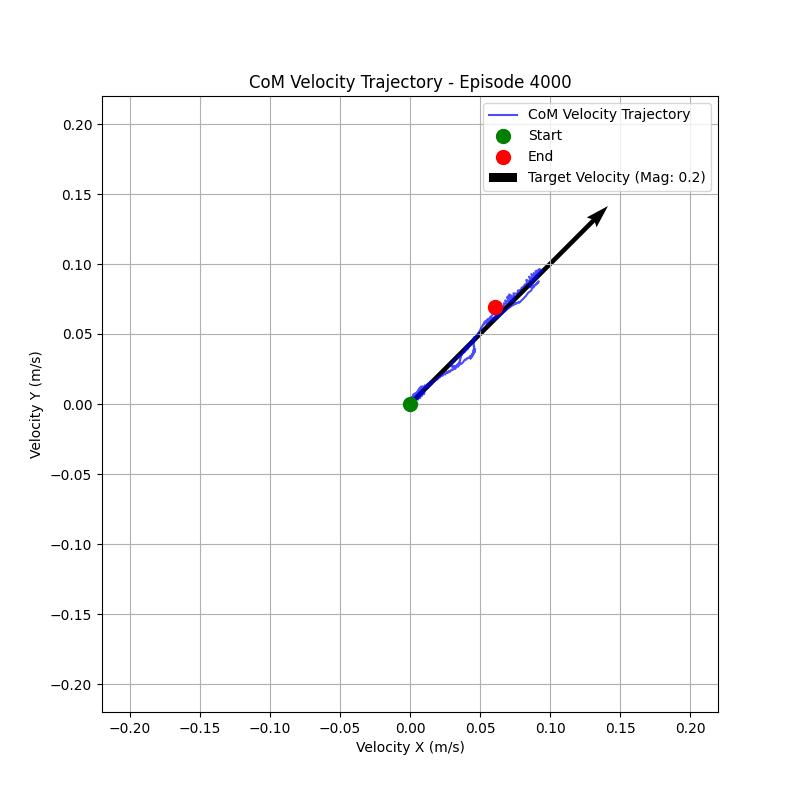 CoM Velocity Trajectory - Episode 4000
CoM Velocity Trajectory
Start
End
Target Velocity (Mag: 0.2)
0.20
0.15
0.10
0.05
0.00
−0.05
−0.10
−0.15
−0.20
Velocity Y (m/s)
−0.20 −0.15 −0.10 −0.05 0.00 0.05 0.10 0.15 0.20
Velocity X (m/s)